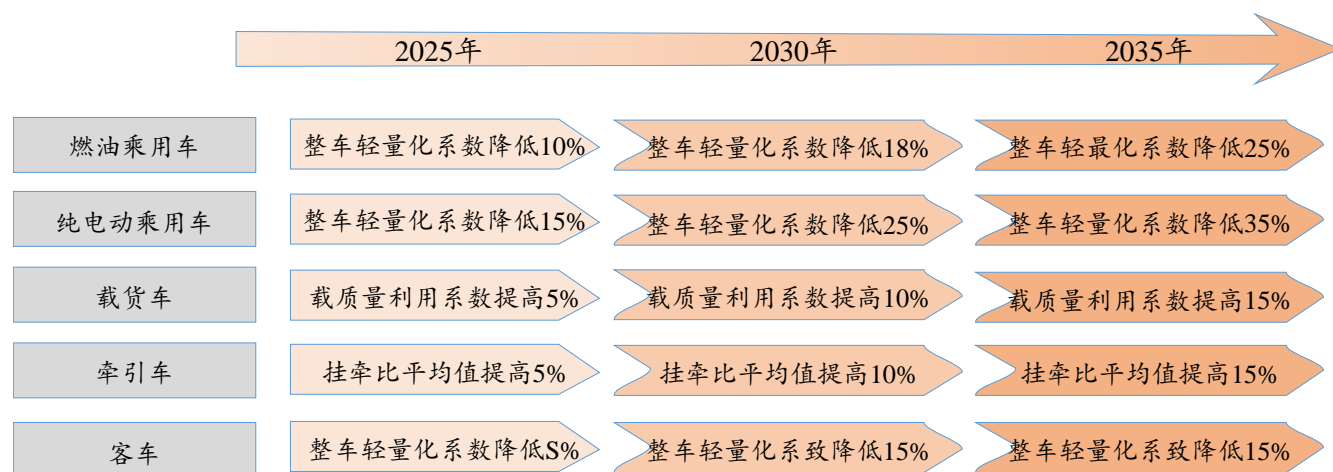 2025年 2030年 2035年
燃油乘用车 整车轻量化系数降低10% 整车轻量化系数降低18% 整车轻最化系数降低25%
纯电动乘用车 整车轻量化系数降低15% 整车轻量化系数降低25% 整车轻量化系数降低35%
载货车 载质量利用系数提高5% 载质量利用系数提高10% 载质量利用系数提高15%
牵引车 挂牵比平均值提高5% 挂牵比平均值提高10% 挂牵比平均值提高15%
客车 整车轻量化系数降低S% 整车轻量化系致降低15% 整车轻量化系致降低15%